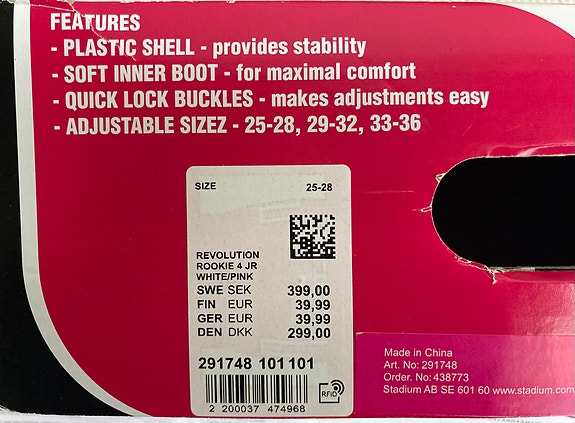 FEATURES
- PLASTIC SHELL - provides stability
- SOFT INNER BOOT - for maximal comfort
- QUICK LOCK BUCKLES - makes adjustments easy
- ADJUSTABLE SIZEZ - 25-28, 29-32, 33-36
SIZE 25-28
REVOLUTION
ROOKIE 4 JR
WHITE/PINK
SWE SEK 399,00
FIN EUR 39,99
GER EUR 39,99
DEN DKK 299,00
291748 101 101
RFID
2 200037 474968
Made in China
Art. No: 291748
Order. No: 438773
Stadium AB SE 601 60 www.stadium.com